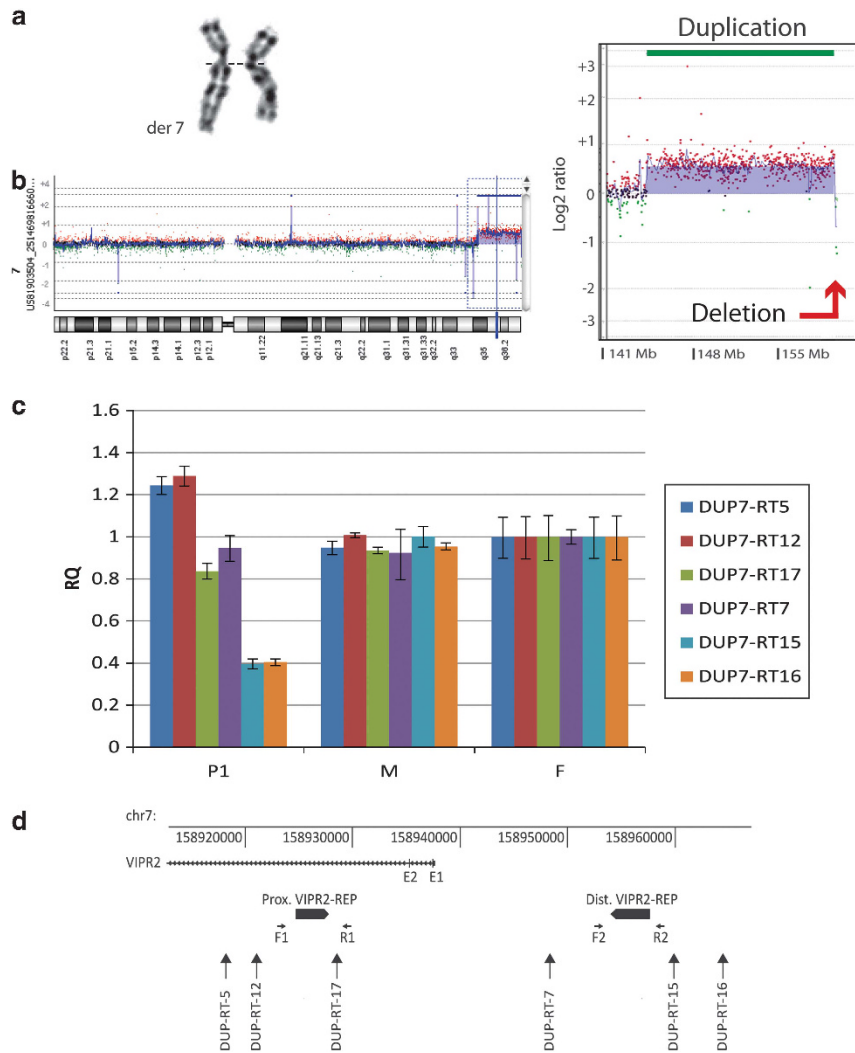 a
der 7
Duplication
+3
+2
+1
0
-1
-2
-3
Log2 ratio
Deletion
141 Mb
148 Mb
155 Mb
b
7
U581903504_251469816660...
+4
+2
+1
0
-1
-2
-4
p22.2
p21.3
p21.1
p15.2
p14.3
p14.1
p12.3
p12.1
q11.22
q21.11
q21.13
q21.3
q22.2
q31.1
q31.31
q31.33
q32.2
q33
q35
q36.2
c
1.6
1.4
1.2
1
0.8
0.6
0.4
0.2
0
RQ
P1
M
F
DUP7-RT5
DUP7-RT12
DUP7-RT17
DUP7-RT7
DUP7-RT15
DUP7-RT16
d
chr7:
158920000
158930000
158940000
158950000
158960000
VIPR2
E2
E1
Prox. VIPR2-REP
Dist. VIPR2-REP
F1
R1
F2
R2
DUP-RT-5
DUP-RT-12
DUP-RT-17
DUP-RT-7
DUP-RT-15
DUP-RT-16